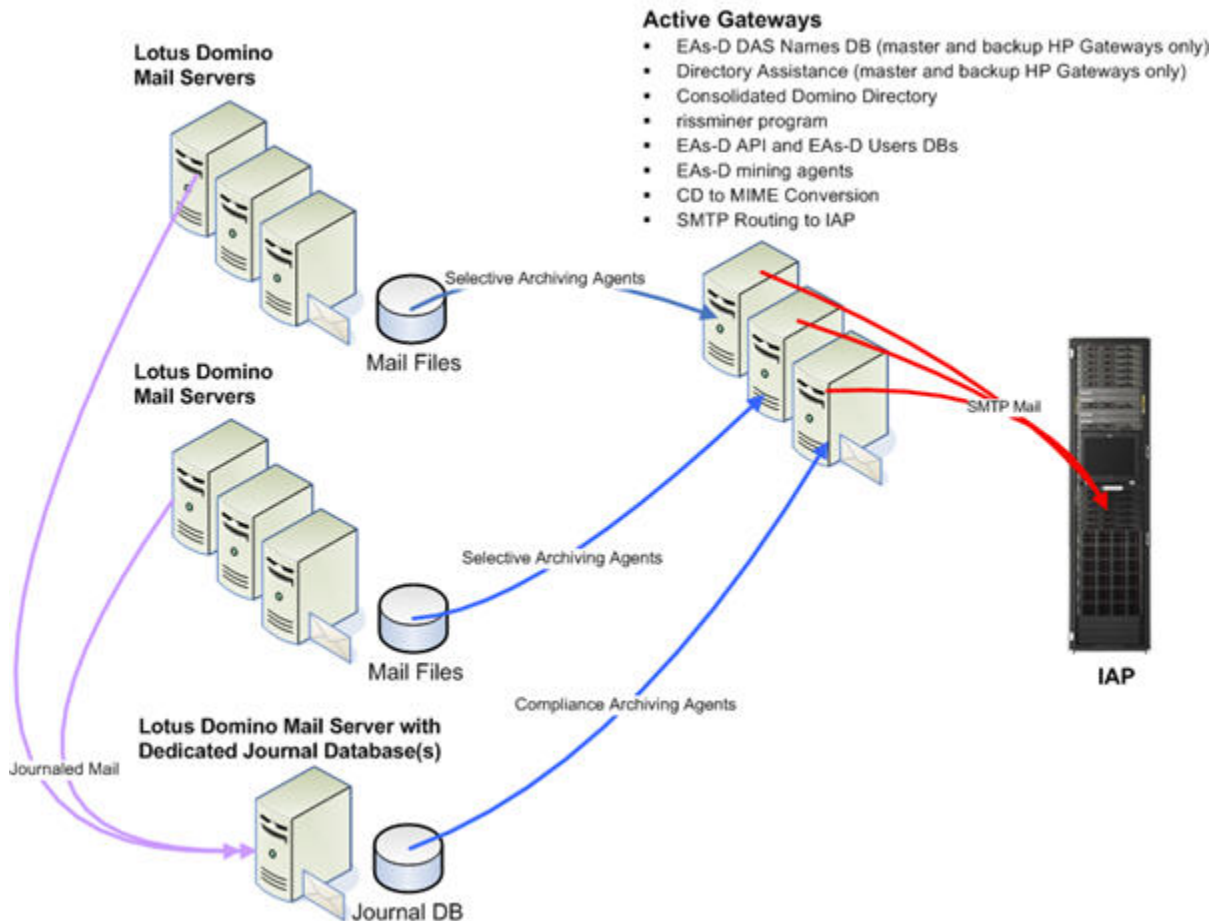 Active Gateways
▪ EAs-D DAS Names DB (master and backup HP Gateways only)
▪ Directory Assistance (master and backup HP Gateways only)
▪ Consolidated Domino Directory
▪ rissminer program
▪ EAs-D API and EAs-D Users DBs
▪ EAs-D mining agents
▪ CD to MIME Conversion
▪ SMTP Routing to IAP
Lotus Domino
Mail Servers
Selective Archiving Agents
Mail Files
Lotus Domino
Mail Servers
SMTP Mail
Selective Archiving Agents
Mail Files
IAP
Compliance Archiving Agents
Lotus Domino Mail Server with
Dedicated Journal Database(s)
Journaled Mail
Journal DB